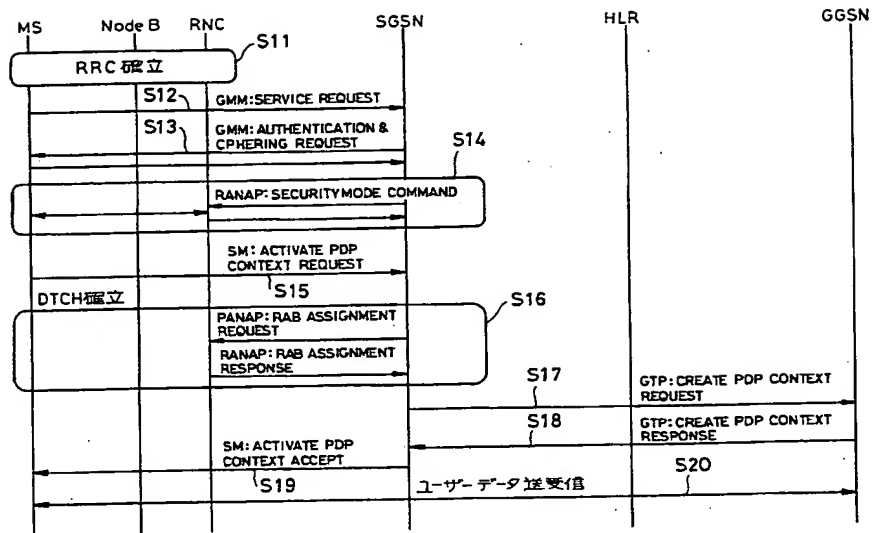 MS Node B RNC SGSN HLR GGSN
S11
RRC確立
S12 GMM:SERVICE REQUEST
S13 GMM:AUTHENTICATION &
CPHERING REQUEST
S14
RANAP:SECURITY MODE COMMAND
SM:ACTIVATE PDP
CONTEXT REQUEST
S15
DTCH確立
S16
PANAP:RAB ASSIGNMENT
REQUEST
RANAP:RAB ASSIGNMENT
RESPONSE
S17 GTP:CREATE PDP CONTEXT
REQUEST
S18 GTP:CREATE PDP CONTEXT
RESPONSE
SM:ACTIVATE PDP
CONTEXT ACCEPT
S19
ユーザーデータ送受信
S20